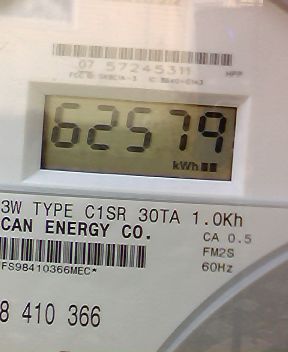 07 57245311 HPP
62579
kWh
3W TYPE C1SR 30TA 1.0Kh
CAN ENERGY CO.
CA 0.5
FM2S
60Hz
FS98410366MEC*
8 410 366